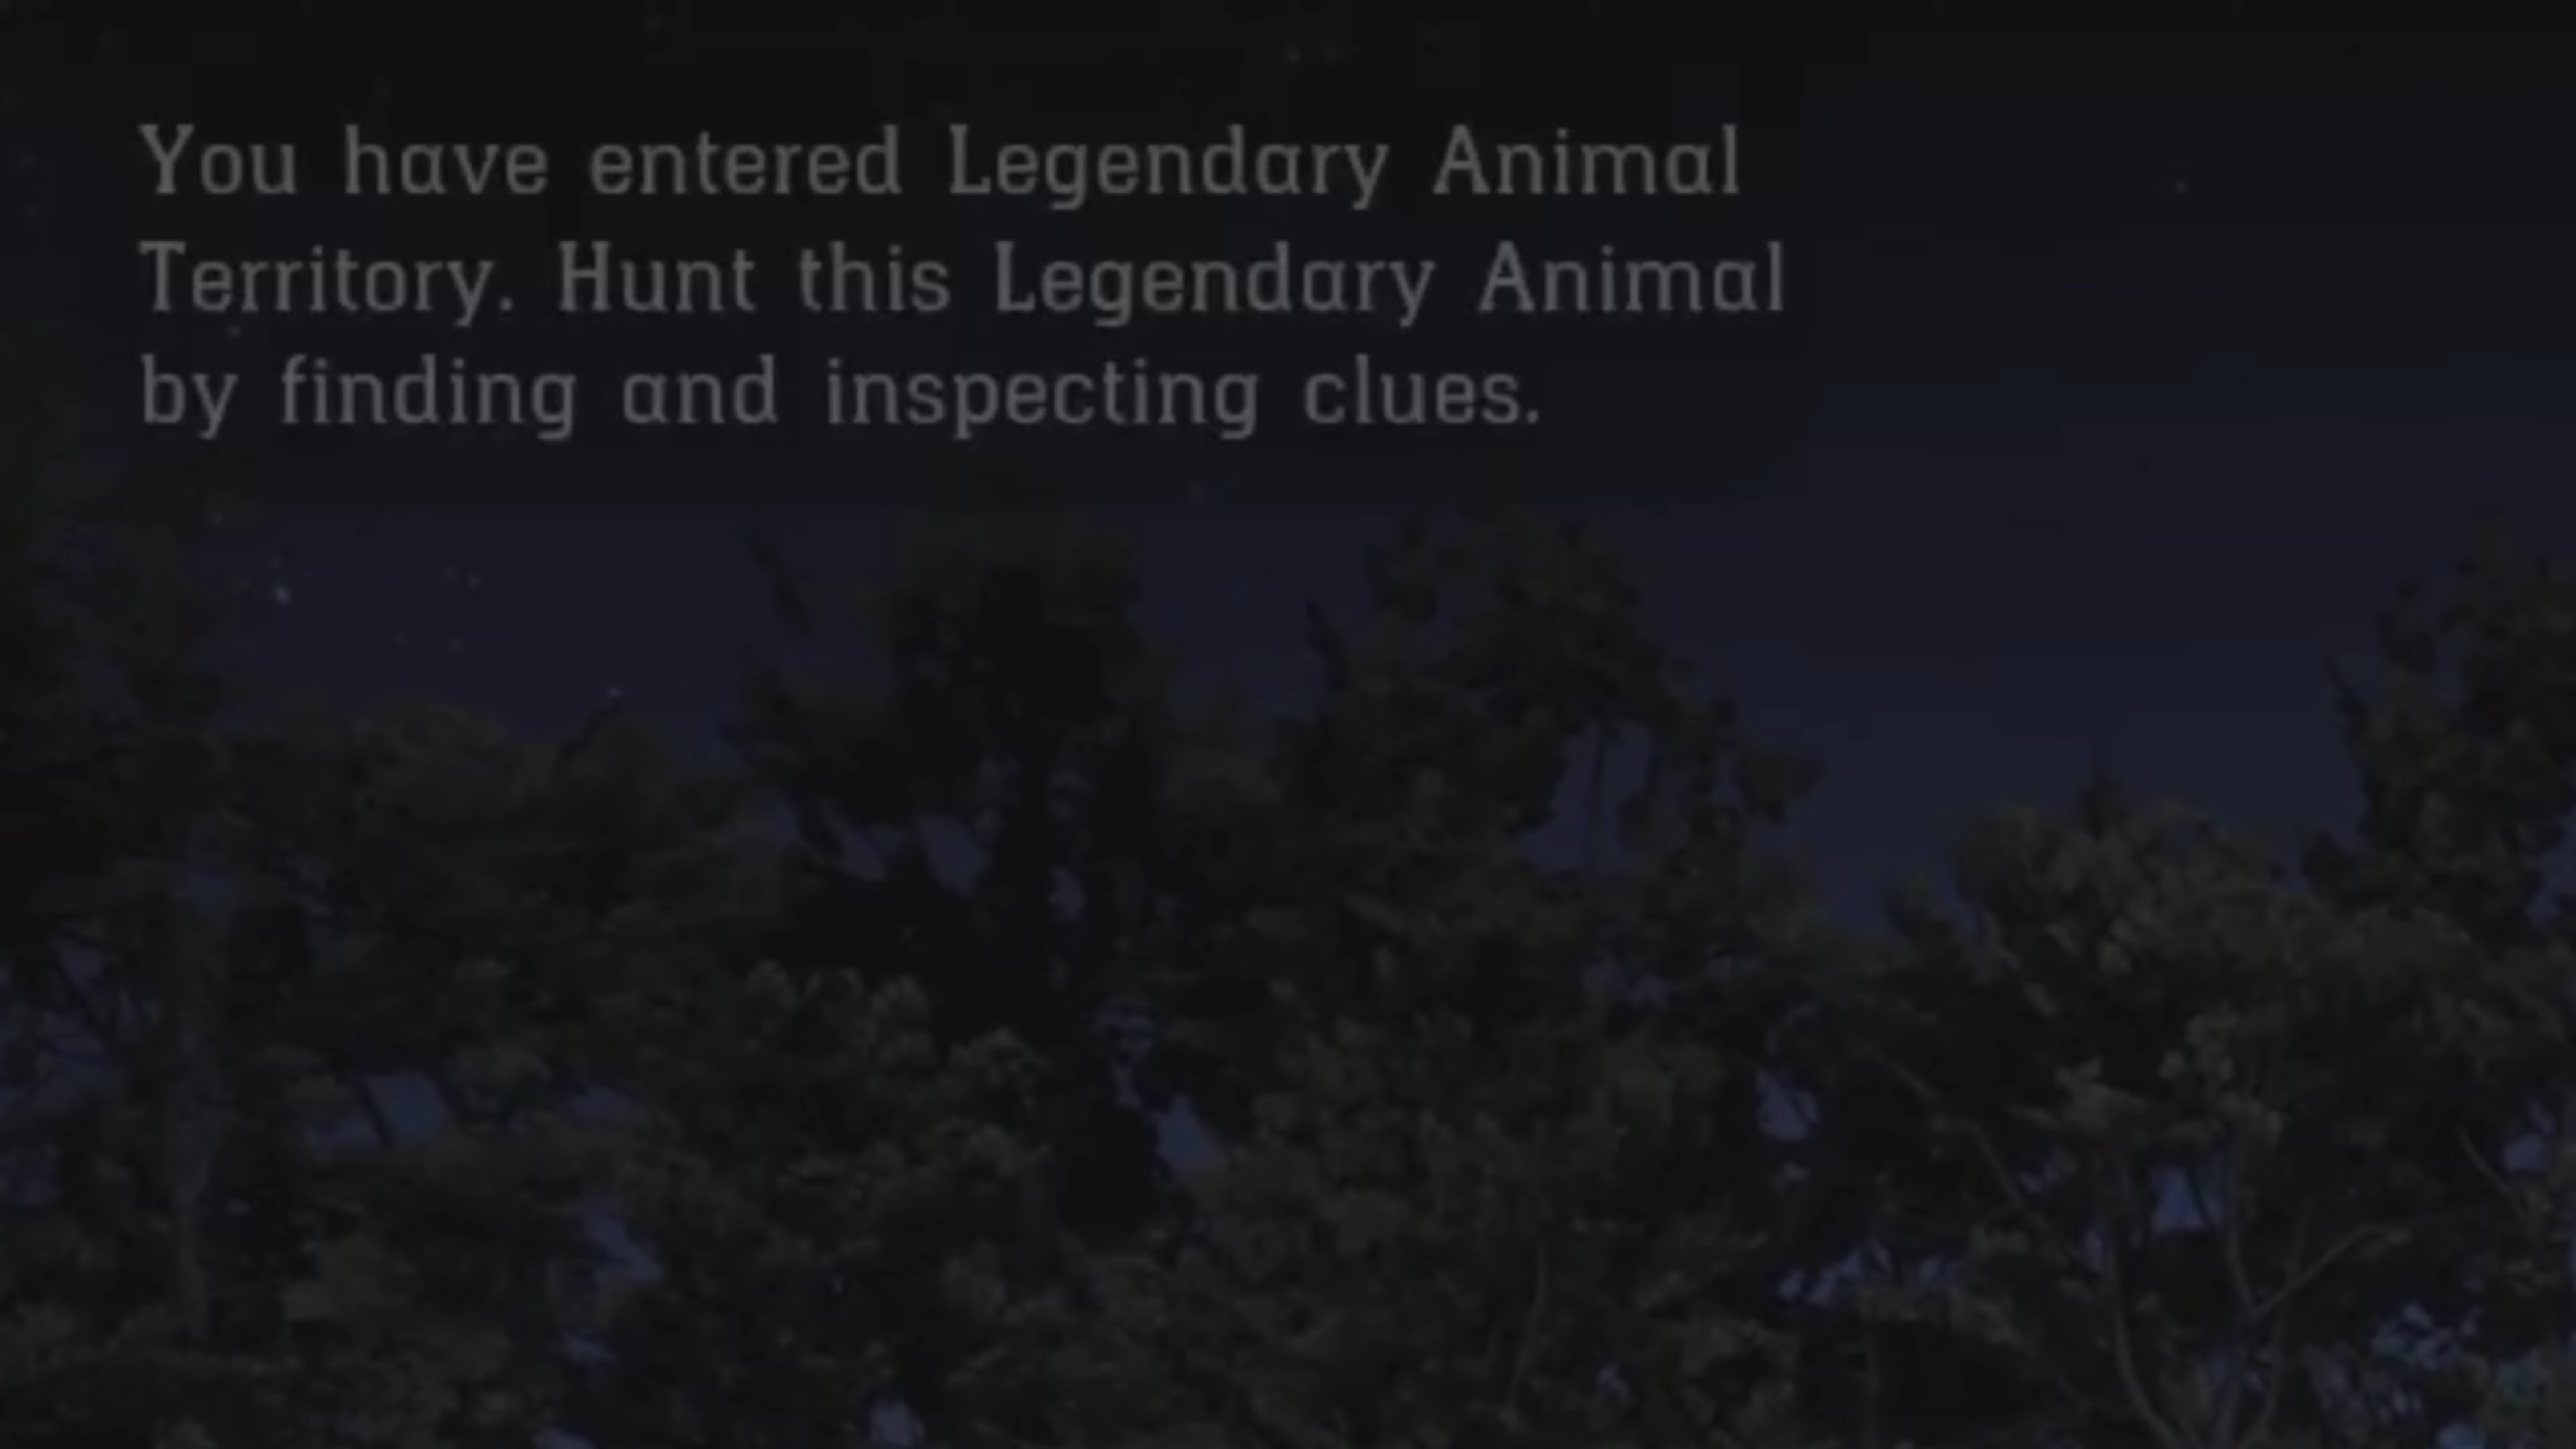 You have entered Legendary Animal
Territory. Hunt this Legendary Animal
by finding and inspecting clues.